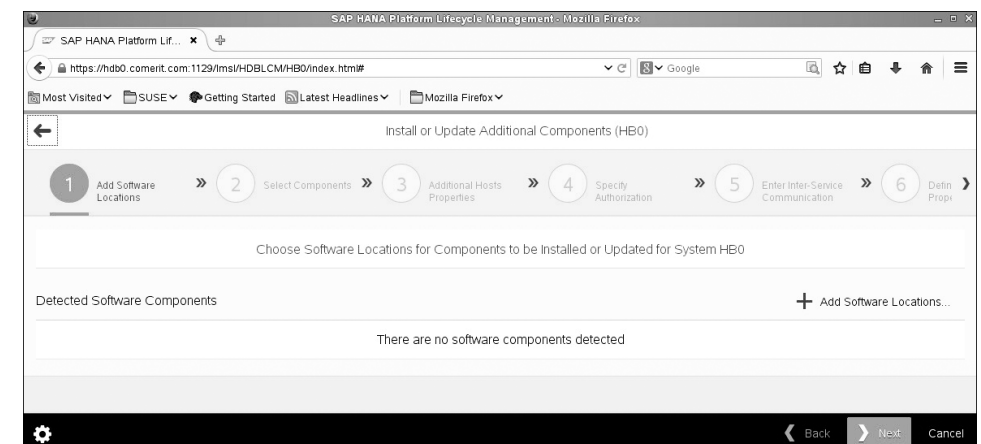 SAP HANA Platform Lifecycle Management - Mozilla Firefox
SAP HANA Platform Lif...
https://hdb0.comerit.com:1129/lmsl/HDBLCM/HB0/index.html#
Google
Most Visited
SUSE
Getting Started
Latest Headlines
Mozilla Firefox
Install or Update Additional Components (HB0)
1 Add Software
Locations
2 Select Components
3 Additional Hosts
Properties
4 Specify
Authorization
5 Enter Inter-Service
Communication
6 Defin
Prope
Choose Software Locations for Components to be Installed or Updated for System HB0
Detected Software Components
Add Software Locations...
There are no software components detected
Back
Next
Cancel